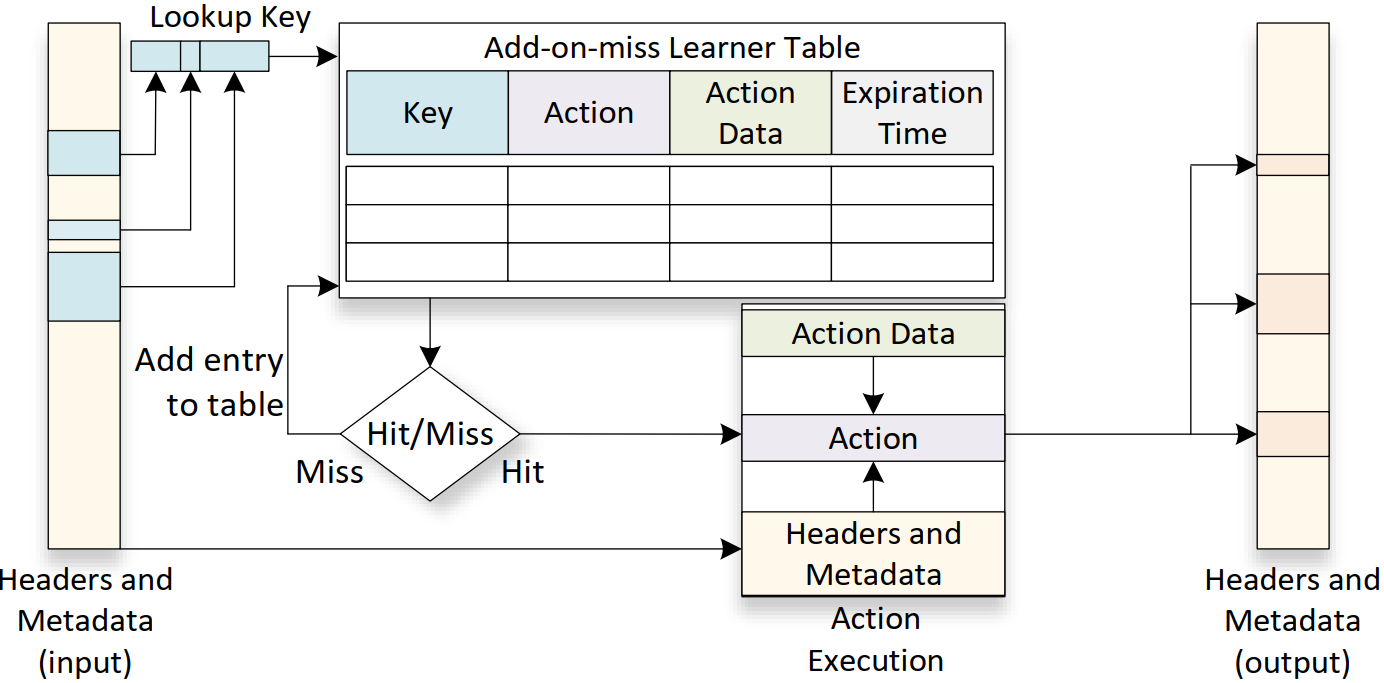 Lookup Key
Add-on-miss Learner Table
Key
Action
Action
Data
Expiration
Time
Add entry
to table
Hit/Miss
Miss
Hit
Action Data
Action
Headers and
Metadata
Action
Execution
Headers and
Metadata
(input)
Headers and
Metadata
(output)